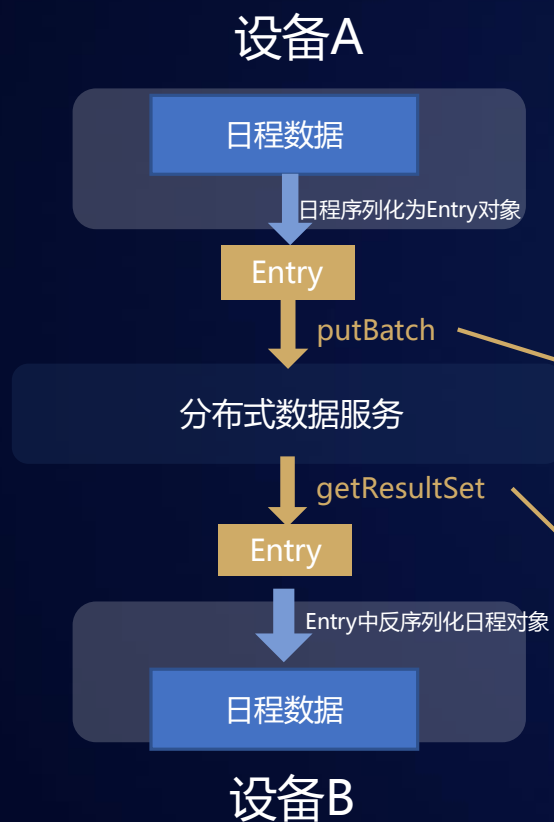 设备A
日程数据
日程序列化为Entry对象
Entry
putBatch
分布式数据服务
getResultSet
Entry
Entry中反序列化日程对象
日程数据
设备B